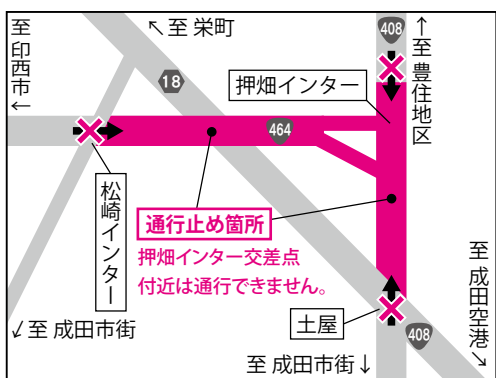 至 印西市←
↖至 栄町
408
↑至 豊住地区
18
押畑インター
464
松崎インター
通行止め箇所
押畑インター交差点
付近は通行できません。
↙至 成田市街
土屋
408
至 成田空港↘
至 成田市街↓